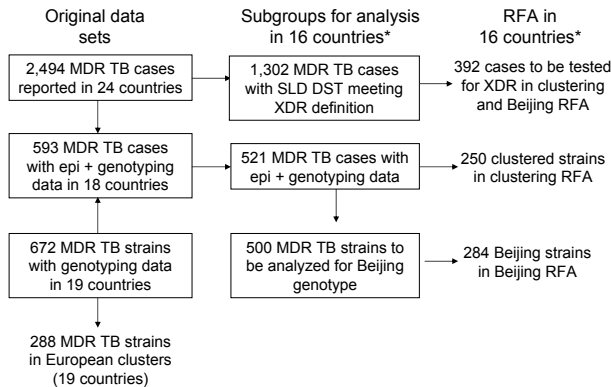 Original data
sets
Subgroups for analysis
in 16 countries*
RFA in
16 countries*
2,494 MDR TB cases
reported in 24 countries
1,302 MDR TB cases
with SLD DST meeting
XDR definition
392 cases to be tested
for XDR in clustering
and Beijing RFA
593 MDR TB cases
with epi + genotyping
data in 18 countries
521 MDR TB cases with
epi + genotyping data
250 clustered strains
in clustering RFA
672 MDR TB strains
with genotyping data
in 19 countries
500 MDR TB strains to
be analyzed for Beijing
genotype
284 Beijing strains
in Beijing RFA
288 MDR TB strains
in European clusters
(19 countries)